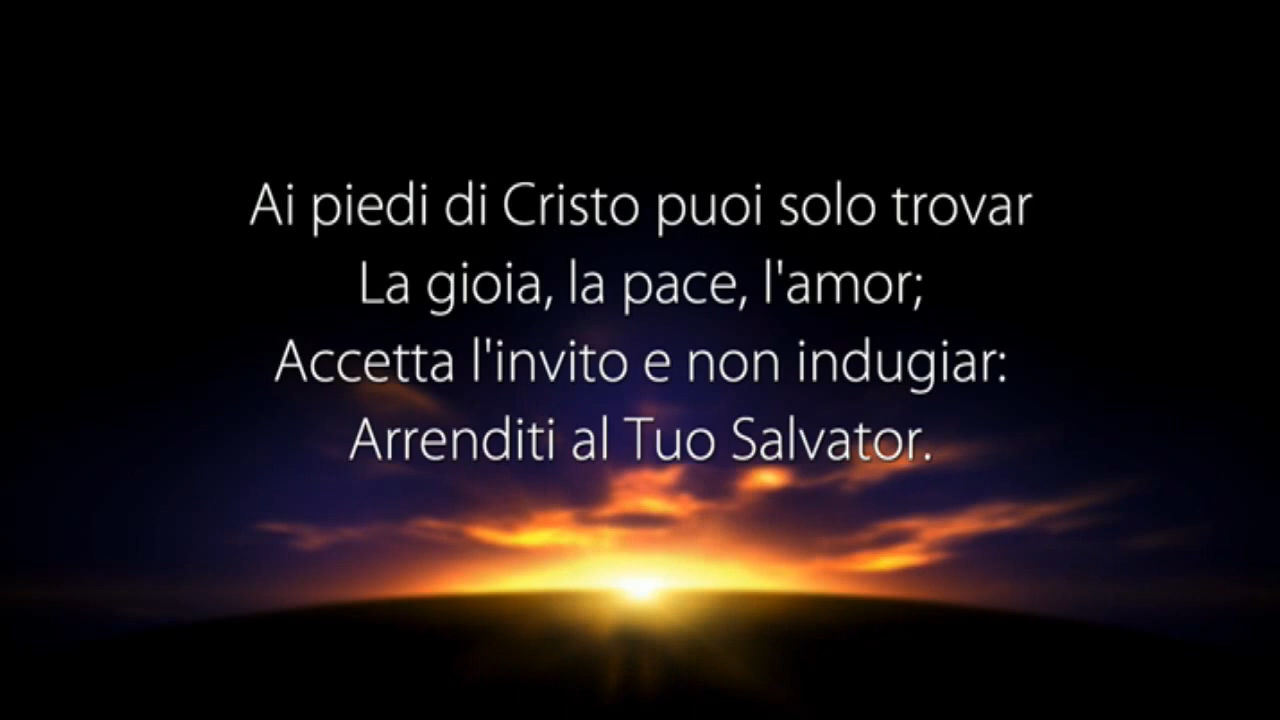 Ai piedi di Cristo puoi solo trovar
La gioia, la pace, l'amor;
Accetta l'invito e non indugiar:
Arrenditi al Tuo Salvator.